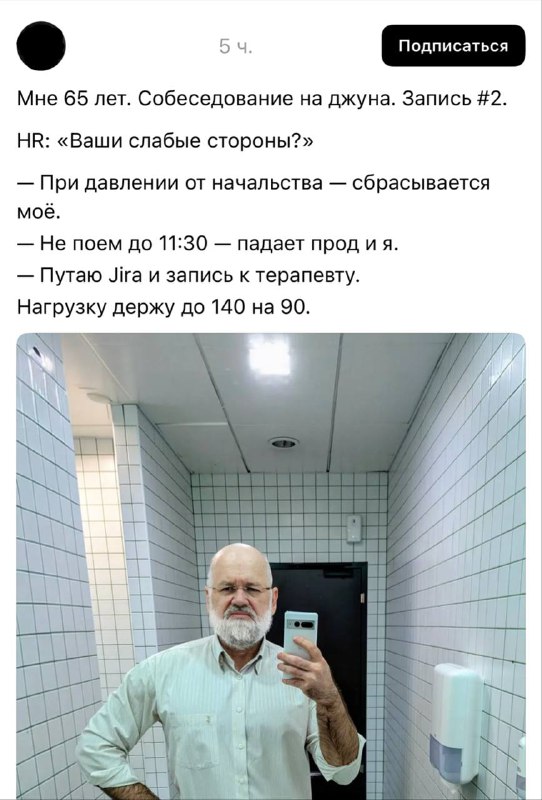 5 ч.
Подписаться
Мне 65 лет. Собеседование на джуна. Запись #2.
HR: «Ваши слабые стороны?»
— При давлении от начальства — сбрасывается
моё.
— Не поем до 11:30 — падает прод и я.
— Путаю Jira и запись к терапевту.
Нагрузку держу до 140 на 90.